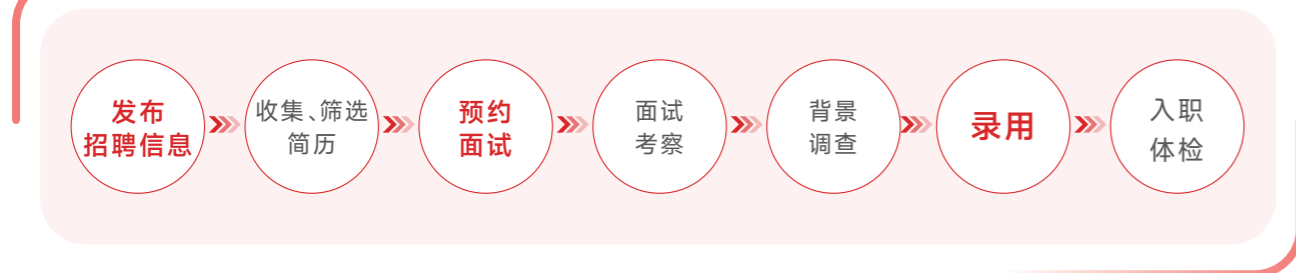 发布
招聘信息
收集、筛选
简历
预约
面试
面试
考察
背景
调查
录用
入职
体检